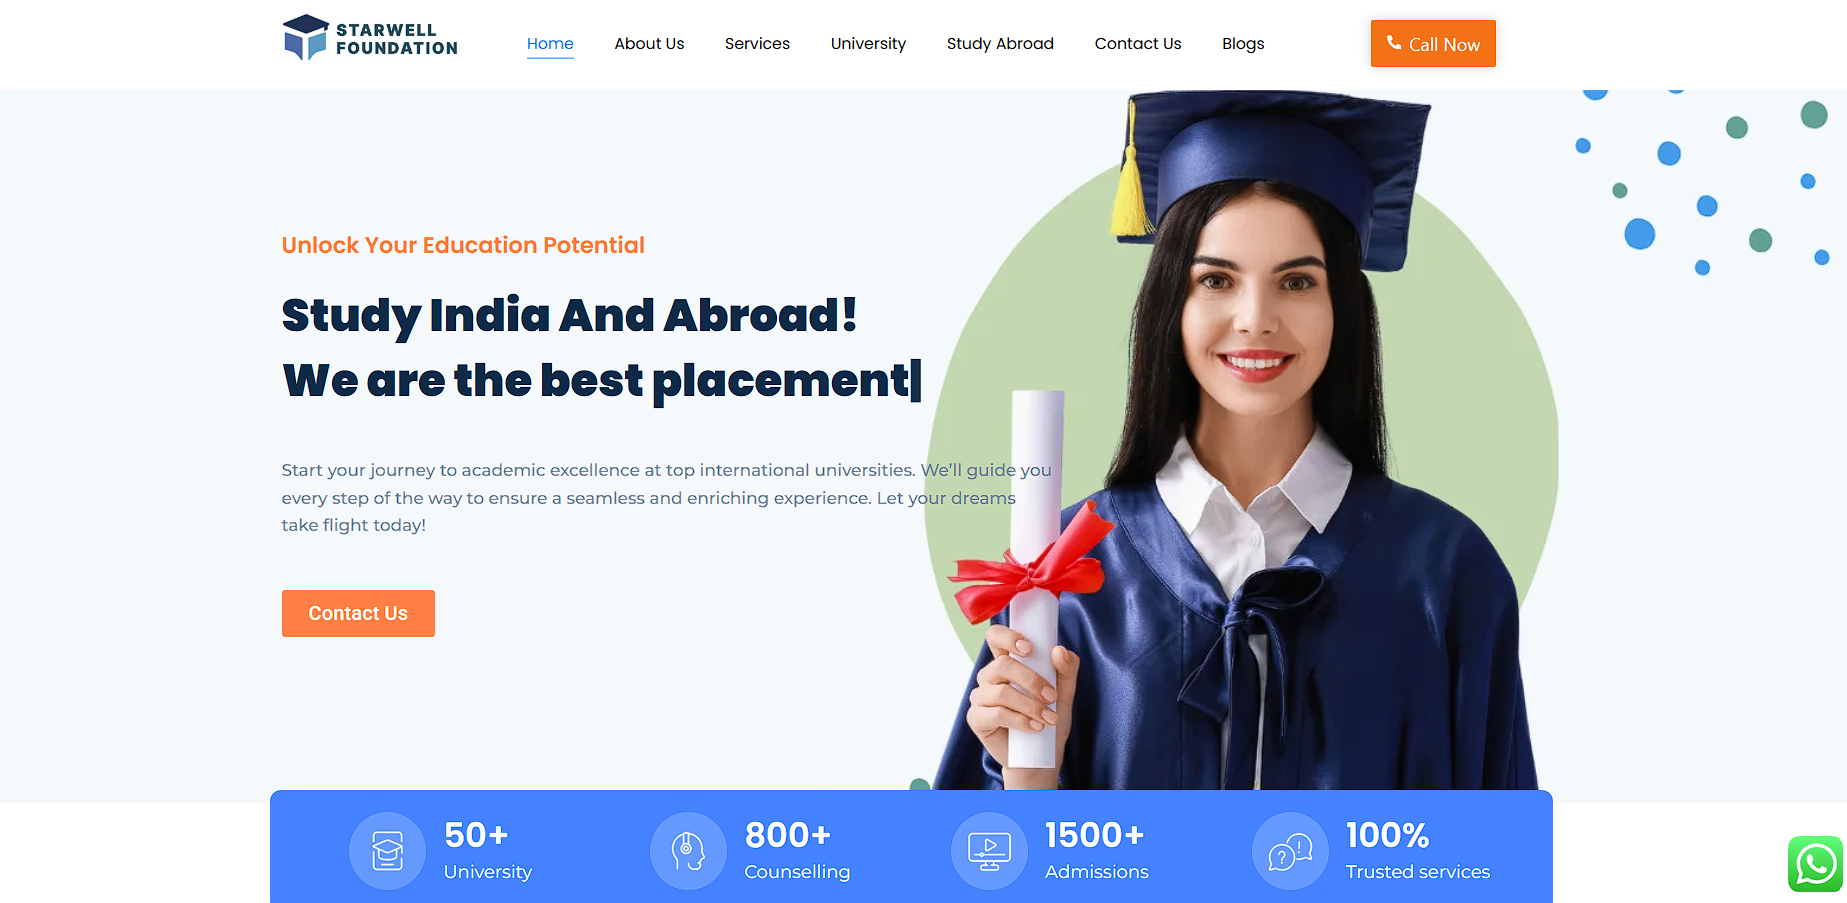 STARWELL
FOUNDATION
Home
About Us
Services
University
Study Abroad
Contact Us
Blogs
Call Now
Unlock Your Education Potential
Study India And Abroad!
We are the best placement|
Start your journey to academic excellence at top international universities. We'll guide you
every step of the way to ensure a seamless and enriching experience. Let your dreams
take flight today!
Contact Us
50+
University
800+
Counselling
1500+
Admissions
100%
Trusted services